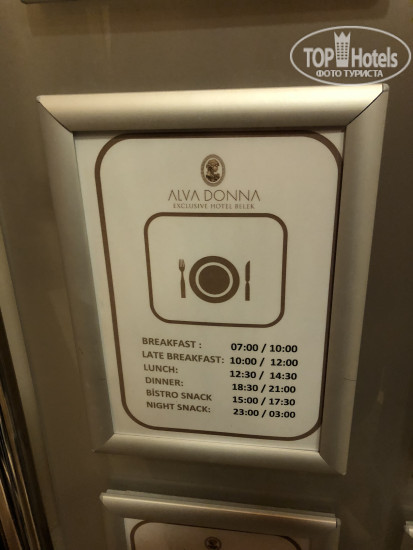 TOP Hotels
ФОТО ТУРИСТА
ALVA DONNA
EXCLUSIVE HOTEL BELEK
BREAKFAST : 07:00 / 10:00
LATE BREAKFAST: 10:00 / 12:00
LUNCH: 12:30 / 14:30
DINNER: 18:30 / 21:00
BİSTRO SNACK 15:00 / 17:30
NIGHT SNACK: 23:00 / 03:00